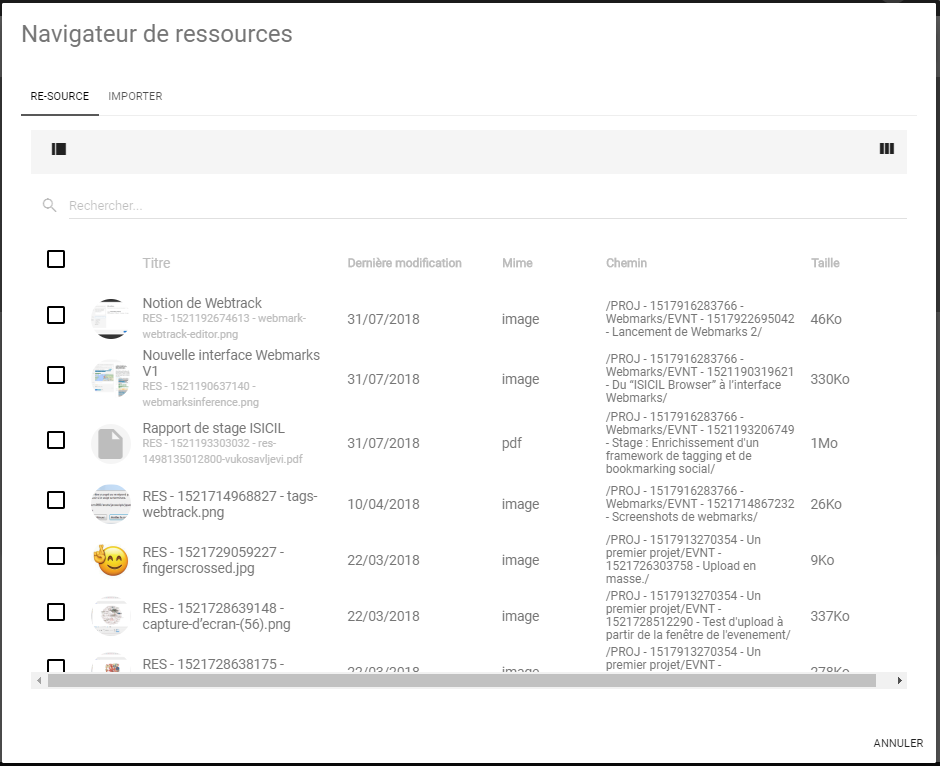 Navigateur de ressources
RE-SOURCE
IMPORTER
Rechercher...
Titre
Dernière modification
Mime
Chemin
Taille
Notion de Webtrack
RES - 1521192674613 - webmark-
webtrack-editor.png
31/07/2018
image
/PROJ - 1517916283766 -
Webmarks/EVNT - 1517922695042
- Lancement de Webmarks 2/
46Ko
Nouvelle interface Webmarks
V1
RES - 1521190637140 -
webmarksinference.png
31/07/2018
image
/PROJ - 1517916283766 -
Webmarks/EVNT - 1521190319621
- Du “ISICIL Browser” à l'interface
Webmarks/
330Ko
Rapport de stage ISICIL
RES - 1521193303032 - res-
1498135012800-vukosavljevi.pdf
31/07/2018
pdf
/PROJ - 1517916283766 -
Webmarks/EVNT - 1521193206749
- Stage : Enrichissement d'un
framework de tagging et de
bookmarking social/
1Mo
RES - 1521714968827 - tags-
webtrack.png
10/04/2018
image
/PROJ - 1517916283766 -
Webmarks/EVNT - 1521714867232
- Screenshots de webmarks/
26Ko
RES - 1521729059227 -
fingerscrossed.jpg
22/03/2018
image
/PROJ - 1517913270354 - Un
premier projet/EVNT -
1521726303758 - Upload en
masse./
9Ko
RES - 1521728639148 -
capture-d'ecran-(56).png
22/03/2018
image
/PROJ - 1517913270354 - Un
premier projet/EVNT -
1521728512290 - Test d'upload à
partir de la fenêtre de l'evenement/
337Ko
RES - 1521728638175 -
22/03/2018
image
/PROJ - 1517913270354 - Un
premier projet/EVNT -
278Ko
ANNULER